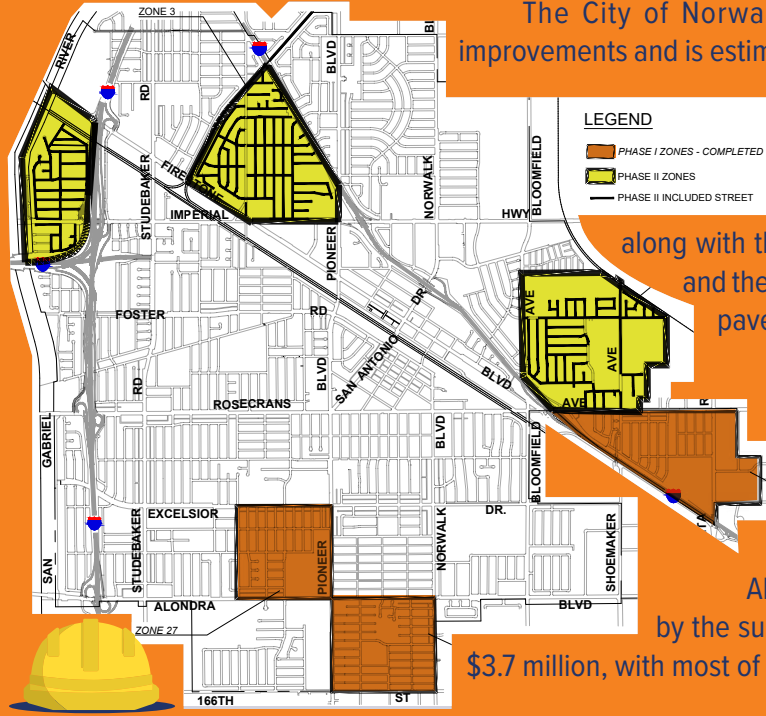 The City of Norwa
improvements and is estim
ZONE 3
LEGEND
PHASE I ZONES - COMPLETED
PHASE II ZONES
PHASE II INCLUDED STREET
along with th
and the
pave
RIVER
RD
BLVD
BL
STUDEBAKER
FIRESTONE
IMPERIAL
HWY
NORWALK
BLOOMFIELD
PIONEER
FOSTER
RD
DR.
AVE
AVE
BLVD
SAN ANTONIO
RD
BLVD
ROSECRANS
AVE
R
GABRIEL
BLVD
BLOOMFIELD
EXCELSIOR
DR.
SAN
STUDEBAKER
PIONEER
NORWALK
SHOEMAKER
ALONDRA
BLVD
ZONE 27
166TH
ST
Al
by the su
$3.7 million, with most of